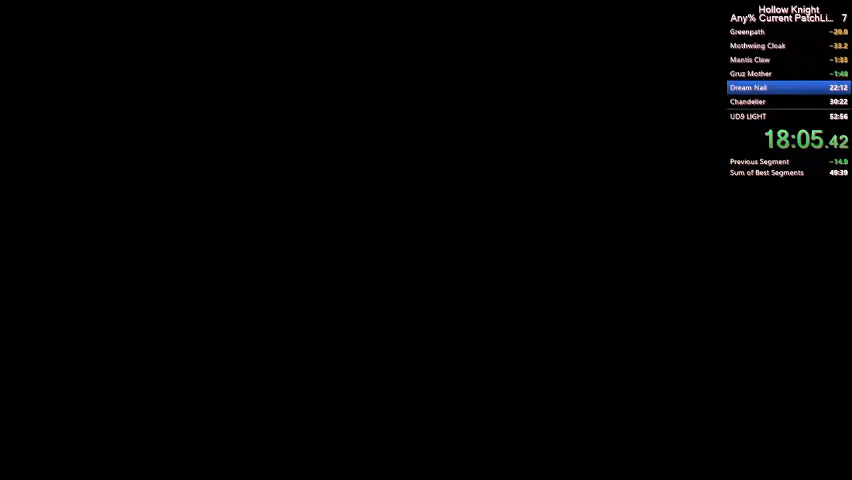 Hollow Knight
Any% Current PatchLi... 7
Greenpath -20.0
Mothwing Cloak -33.2
Mantis Claw -1:33
Gruz Mother -1:48
Dream Nail 22:12
Chandelier 30:22
UD9 LIGHT 52:56
18:05.42
Previous Segment -14.9
Sum of Best Segments 49:39